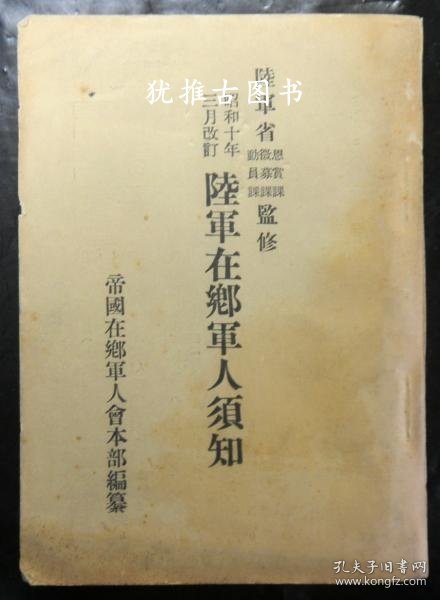 犹推古图书
陸軍省 恩賞課 徴募課 動員課 監修
昭和十年三月改訂
陸軍在鄉軍人須知
帝國在鄉軍人會本部編纂
孔夫子旧书网
book.kongfz.com